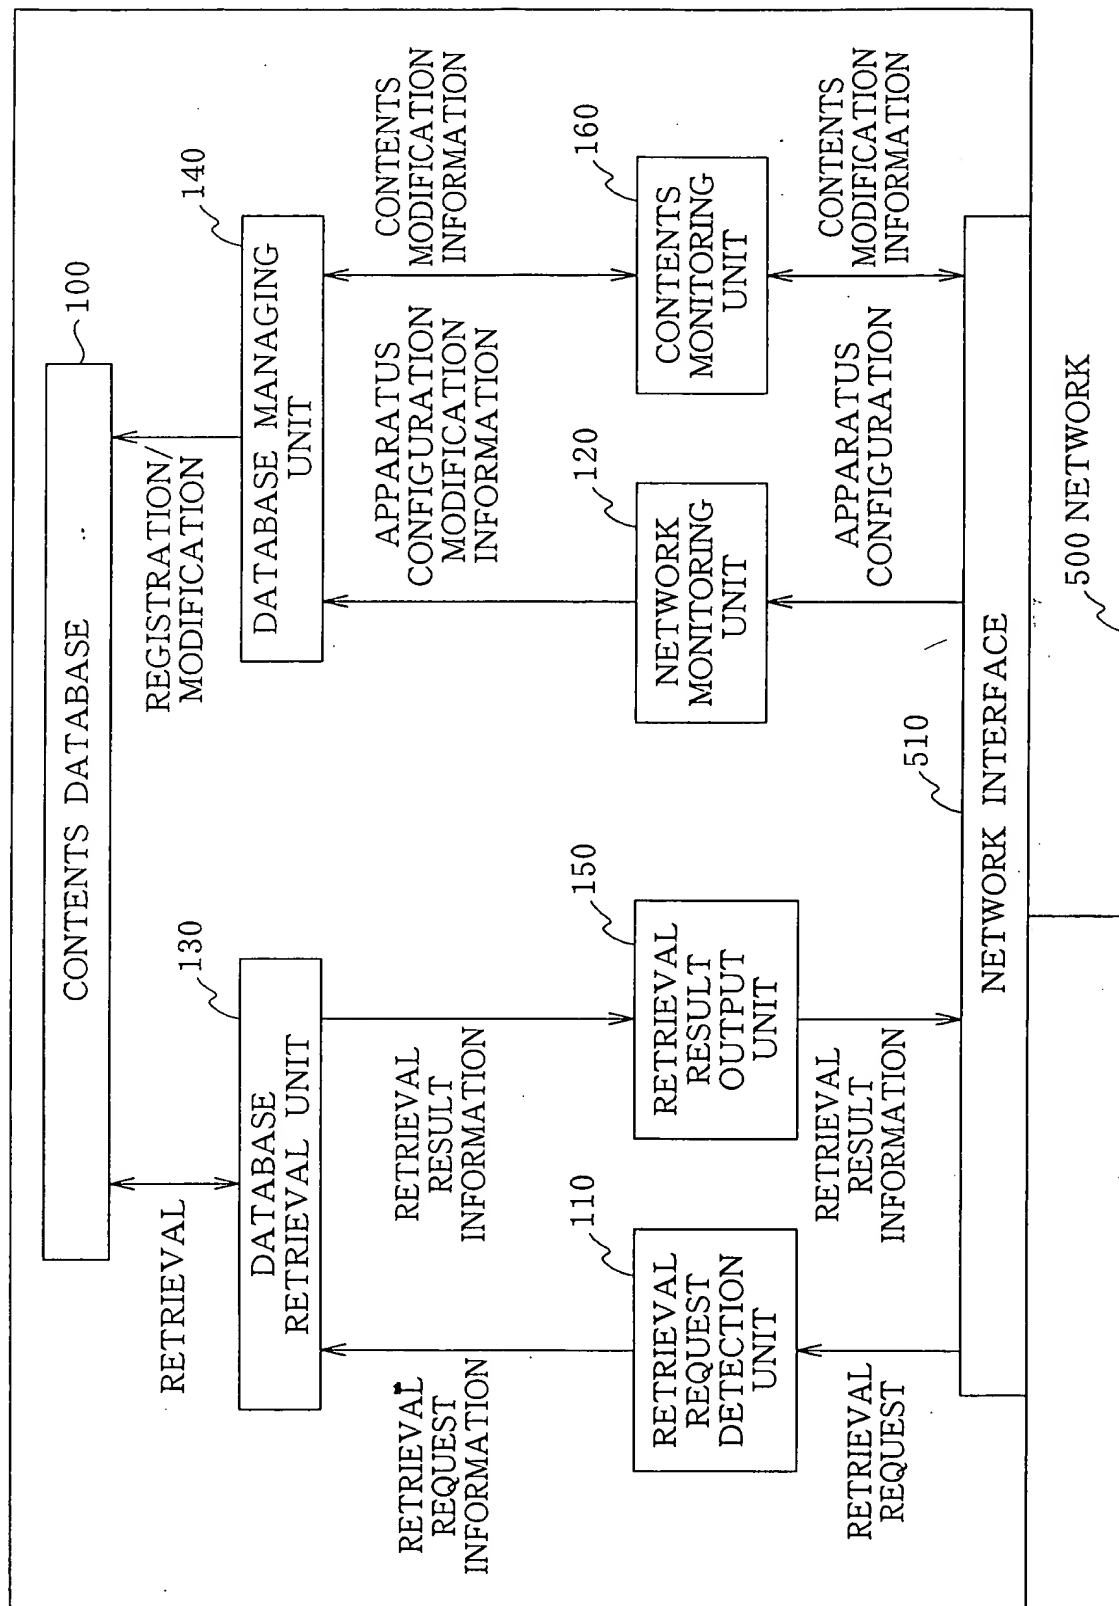 100
CONTENTS DATABASE
RETRIEVAL
REGISTRATION/
MODIFICATION
130
DATABASE
RETRIEVAL UNIT
140
DATABASE MANAGING
UNIT
RETRIEVAL
REQUEST
INFORMATION
RETRIEVAL
RESULT
INFORMATION
APPARATUS
CONFIGURATION
MODIFICATION
INFORMATION
CONTENTS
MODIFICATION
INFORMATION
110
RETRIEVAL
REQUEST
DETECTION
UNIT
150
RETRIEVAL
RESULT
OUTPUT
UNIT
120
NETWORK
MONITORING
UNIT
160
CONTENTS
MONITORING
UNIT
RETRIEVAL
REQUEST
RETRIEVAL
RESULT
INFORMATION
APPARATUS
CONFIGURATION
CONTENTS
MODIFICATION
INFORMATION
510
NETWORK INTERFACE
500 NETWORK